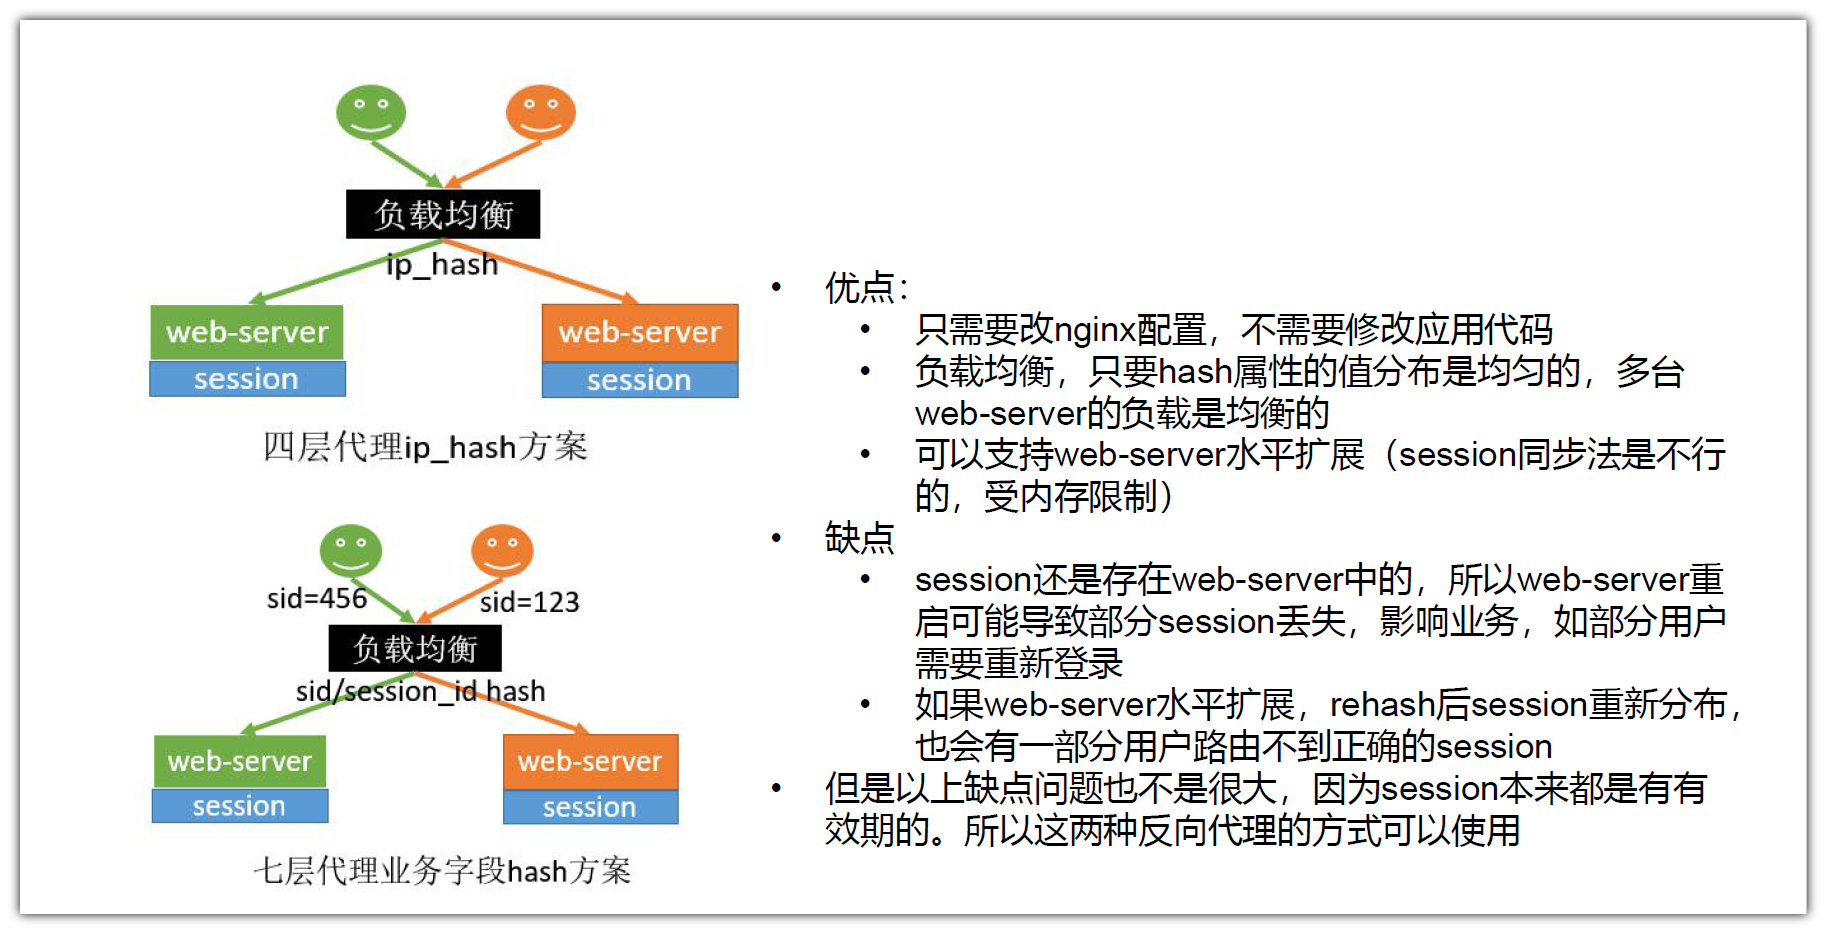 负载均衡
ip_hash
web-server
web-server
session
session
四层代理ip_hash方案
sid=456
sid=123
负载均衡
sid/session_id hash
web-server
web-server
session
session
七层代理业务字段hash方案
• 优点：
• 只需要改nginx配置，不需要修改应用代码
• 负载均衡，只要hash属性的值分布是均匀的，多台
web-server的负载是均衡的
• 可以支持web-server水平扩展（session同步法是不行
的，受内存限制）
• 缺点
• session还是存在web-server中的，所以web-server重
启可能导致部分session丢失，影响业务，如部分用户
需要重新登录
• 如果web-server水平扩展，rehash后session重新分布，
也会有一部分用户路由不到正确的session
• 但是以上缺点问题也不是很大，因为session本来都是有有
效期的。所以这两种反向代理的方式可以使用